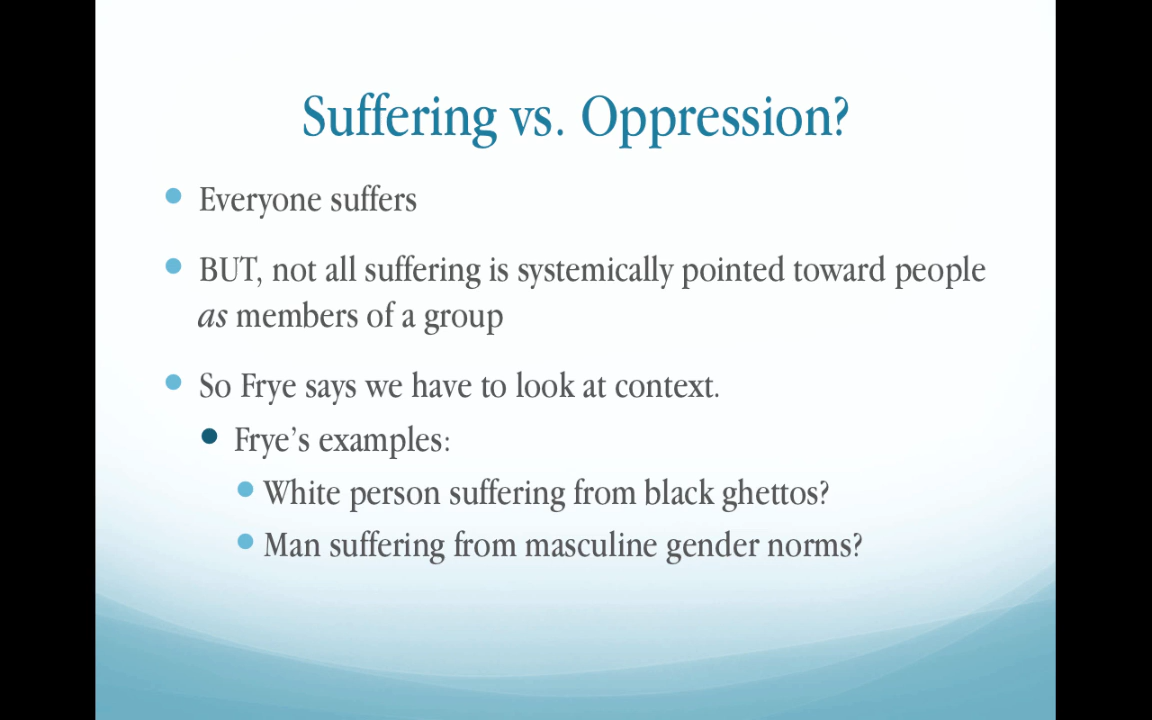 Suffering vs. Oppression?
Everyone suffers
BUT, not all suffering is systemically pointed toward people
as members of a group
So Frye says we have to look at context.
Frye’s examples:
White person suffering from black ghettos?
Man suffering from masculine gender norms?